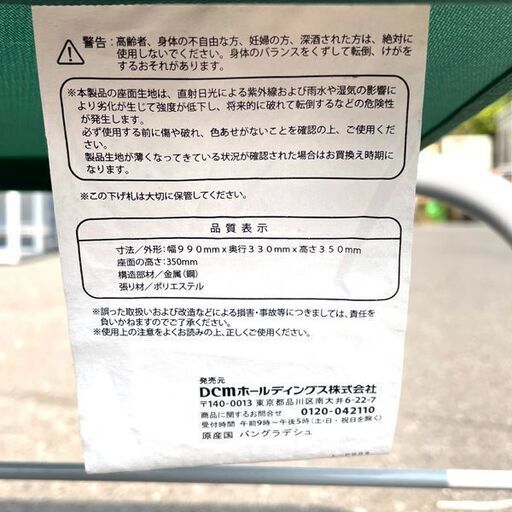 警告：高齢者、身体の不自由な方、妊婦の方、深酒された方は、絶対に
使用しないでください。身体のバランスをくずして転倒、けがを
するおそれがあります。
※本製品の座面生地は、直射日光による紫外線および雨水や湿気の影響に
より劣化が生じて強度が低下し、将来的に破れて転倒するなどの危険性
が発生します。
必ず使用する前に傷や破れ、色あせがないことを確認の上、ご使用くだ
さい。
製品生地が薄くなってきている状況が確認された場合はお買換え時期に
なります。
※この下げ札は大切に保管してください。
品質表示
寸法／外形：幅９９０mm x 奥行３３０mm x 高さ３５０mm
座面の高さ：350mm
構造部材／金属（鋼）
張り材／ポリエステル
※誤った取扱いおよび改造などによる損害・事故等につきましては、責任を
負いかねますのでご了承ください。
※使用上の注意をよくお読みの上、正しくご使用ください。
発売元
DCMホールディングス株式会社
〒140-0013 東京都品川区南大井6-22-7
商品に関するお問合せ 0120-042110
受付時間 午前9時～午後5時（土・日・祝日を除く）
原産国 バングラデシュ